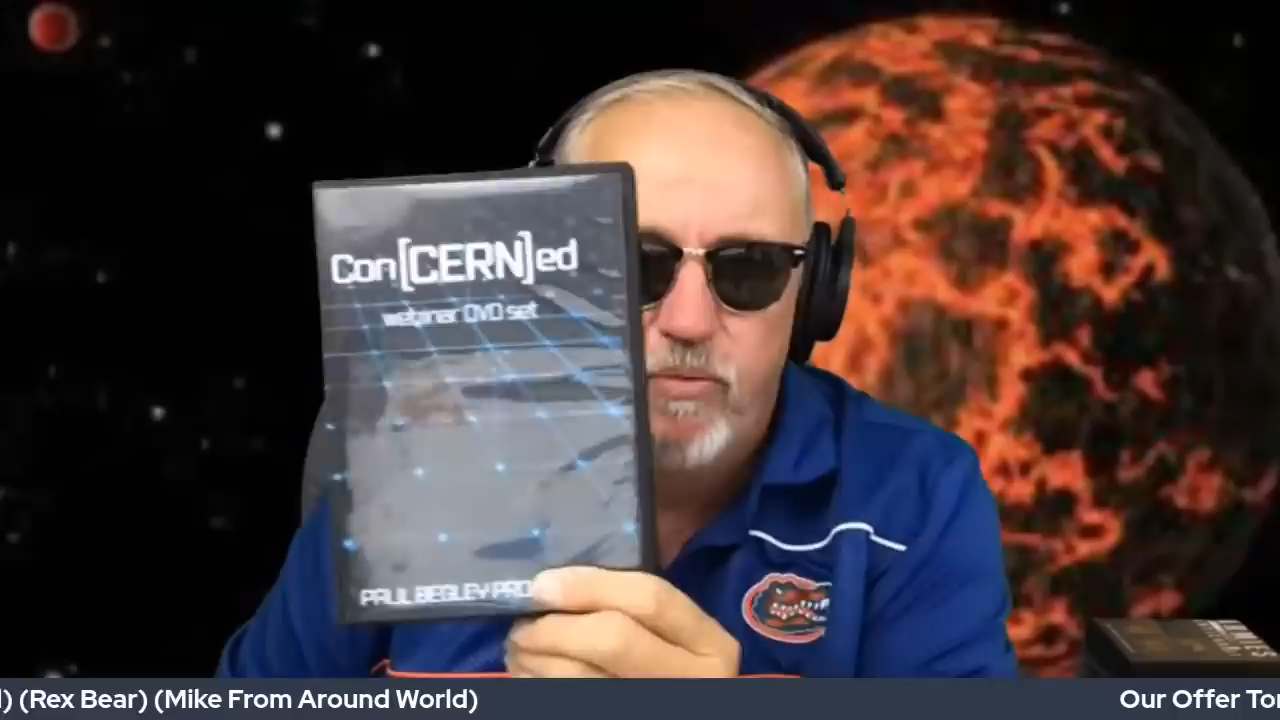 Con[CERN]ed
webinar DVD set
PAUL BEGLEY PRO
) (Rex Bear) (Mike From Around World)
Our Offer To